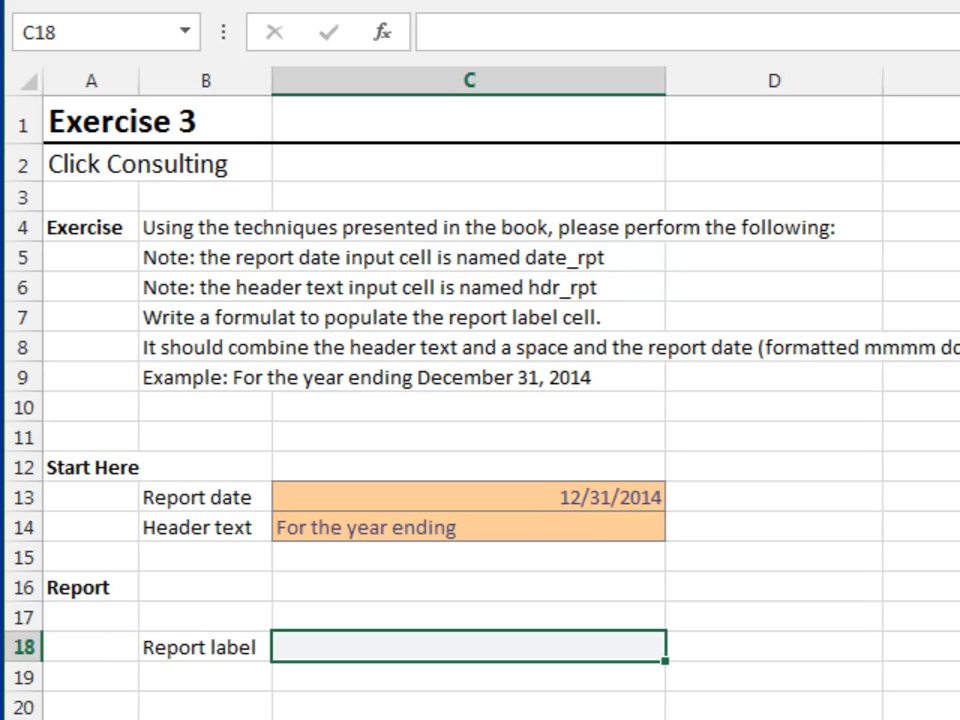 C18
fx
A B C D
1 Exercise 3
2 Click Consulting
3
4 Exercise Using the techniques presented in the book, please perform the following:
5 Note: the report date input cell is named date_rpt
6 Note: the header text input cell is named hdr_rpt
7 Write a formulat to populate the report label cell.
8 It should combine the header text and a space and the report date (formatted mmmm
9 Example: For the year ending December 31, 2014
10
11
12 Start Here
13 Report date 12/31/2014
14 Header text For the year ending
15
16 Report
17
18 Report label
19
20